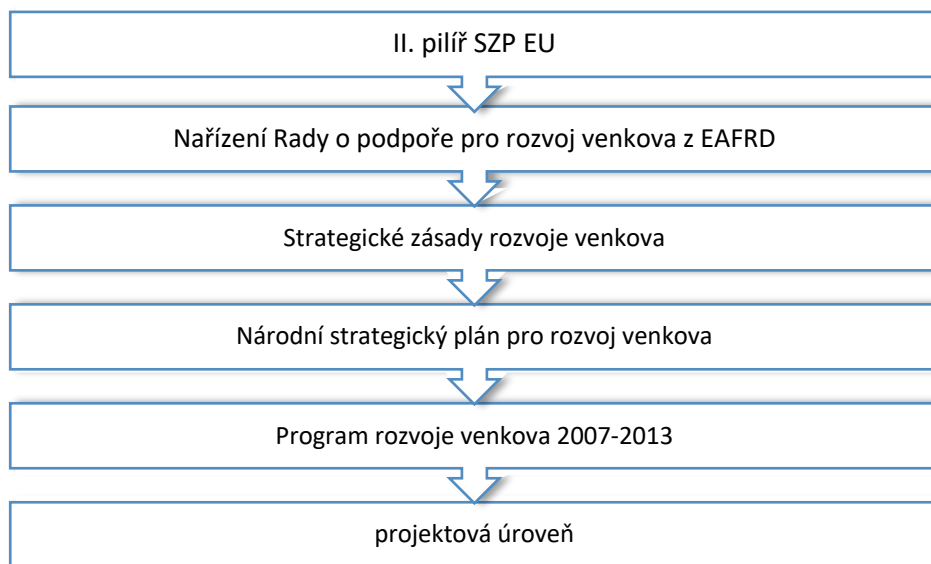 II. pilíř SZP EU
Nařízení Rady o podpoře pro rozvoj venkova z EAFRD
Strategické zásady rozvoje venkova
Národní strategický plán pro rozvoj venkova
Program rozvoje venkova 2007-2013
projektová úroveň